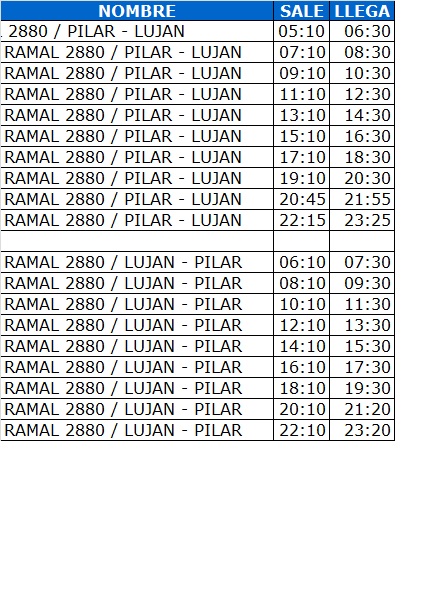 NOMBRE SALE LLEGA
2880 / PILAR - LUJAN 05:10 06:30
RAMAL 2880 / PILAR - LUJAN 07:10 08:30
RAMAL 2880 / PILAR - LUJAN 09:10 10:30
RAMAL 2880 / PILAR - LUJAN 11:10 12:30
RAMAL 2880 / PILAR - LUJAN 13:10 14:30
RAMAL 2880 / PILAR - LUJAN 15:10 16:30
RAMAL 2880 / PILAR - LUJAN 17:10 18:30
RAMAL 2880 / PILAR - LUJAN 19:10 20:30
RAMAL 2880 / PILAR - LUJAN 20:45 21:55
RAMAL 2880 / PILAR - LUJAN 22:15 23:25
RAMAL 2880 / LUJAN - PILAR 06:10 07:30
RAMAL 2880 / LUJAN - PILAR 08:10 09:30
RAMAL 2880 / LUJAN - PILAR 10:10 11:30
RAMAL 2880 / LUJAN - PILAR 12:10 13:30
RAMAL 2880 / LUJAN - PILAR 14:10 15:30
RAMAL 2880 / LUJAN - PILAR 16:10 17:30
RAMAL 2880 / LUJAN - PILAR 18:10 19:30
RAMAL 2880 / LUJAN - PILAR 20:10 21:20
RAMAL 2880 / LUJAN - PILAR 22:10 23:20